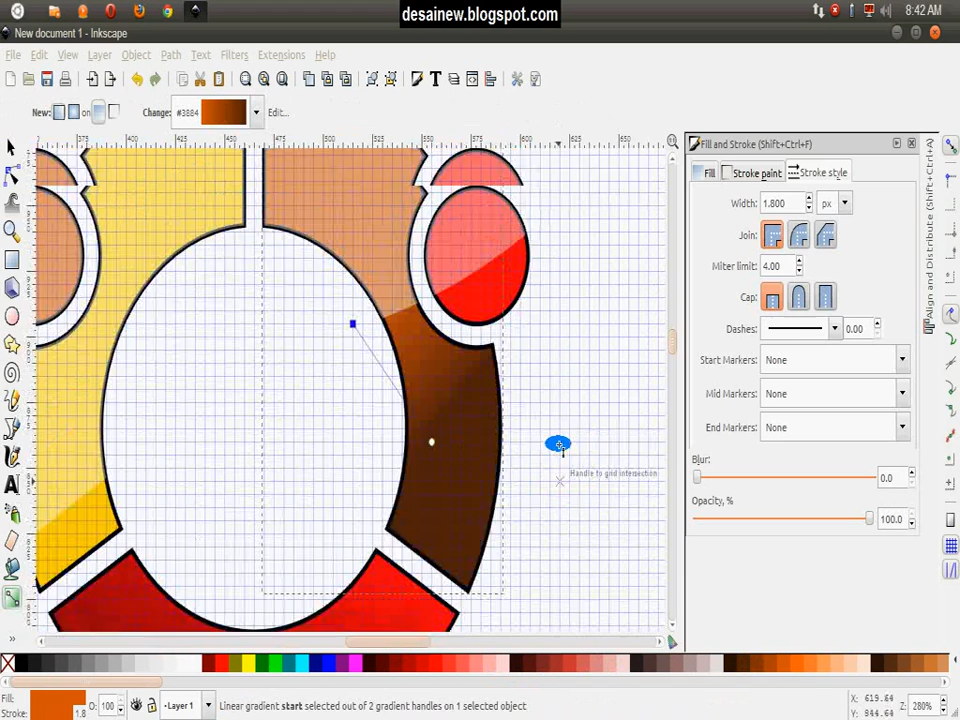 desainew.blogspot.com
8:42 AM
New document 1 - Inkscape
File Edit View Layer Object Path Text Filters Extensions Help
New: on Change: #3884 Edit...
Fill and Stroke (Shift+Ctrl+F)
Fill Stroke paint Stroke style
Width: 1.800 px
Join:
Miter limit: 4.00
Cap:
Dashes: 0.00
Start Markers: None
Mid Markers: None
End Markers: None
Blur:
0.0
Opacity, %
100.0
Align and Distribute (Shift+Ctrl+A)
Handle to grid intersection
Fill:
Stroke: 1.8
O: 100
Layer 1
Linear gradient start selected out of 2 gradient handles on 1 selected object
X: 619.64
Y: 944.64
Z: 280%